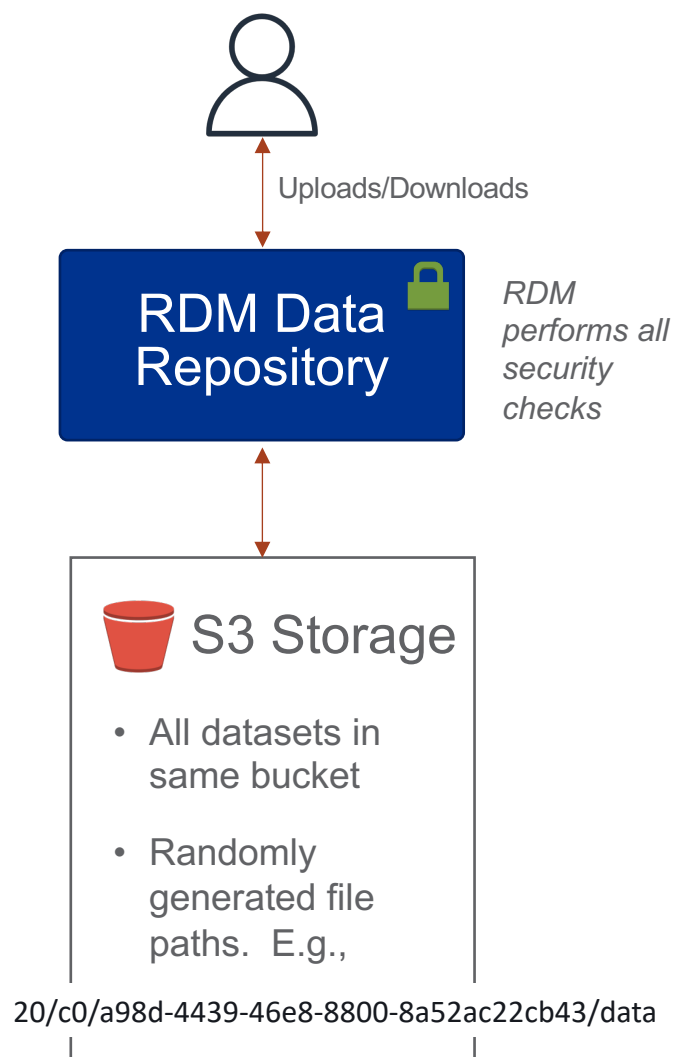 Uploads/Downloads
RDM Data
Repository
RDM
performs all
security
checks
S3 Storage
• All datasets in
same bucket
• Randomly
generated file
paths.  E.g.,
20/c0/a98d-4439-46e8-8800-8a52ac22cb43/data